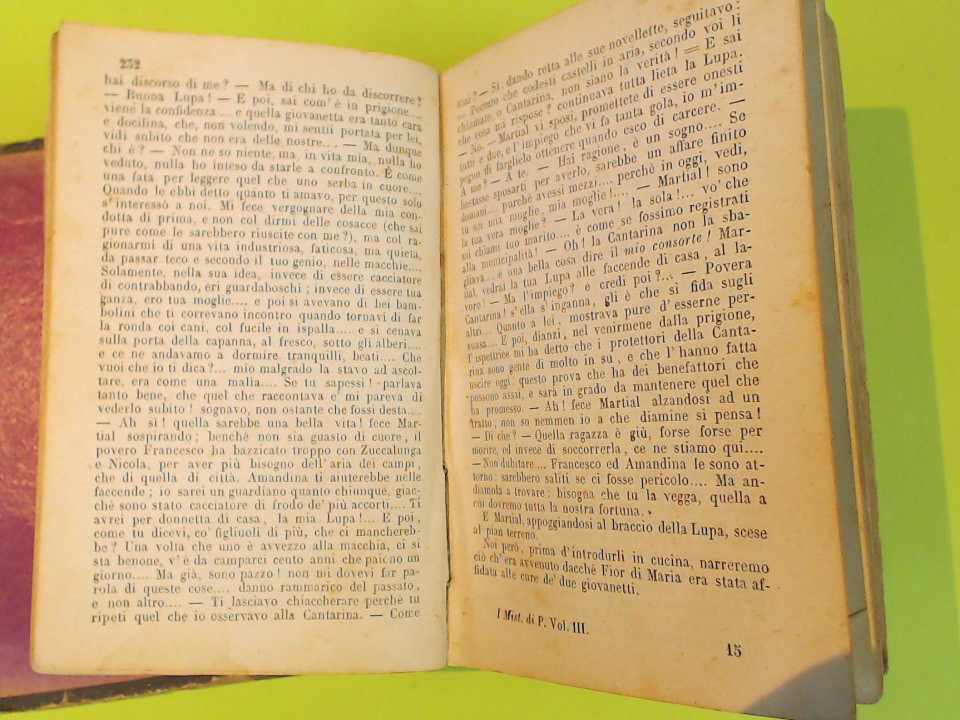 232
hai discorso di me? — Ma di chi ho da discorrere?
— Buona Lupa! — E poi, sai com' è in prigione....
viene la confidenza.... e quella giovanetta era tanto cara
e docilina, che, non volendo, mi sentii portata per lei,
vidi subito che non era delle nostre.... — Ma dunque
chi è? — Non ne so niente, ma, in vita mia, nulla ho
veduto, nulla ho inteso da starle a confronto. È come
una fata per leggere quel che uno serba in cuore....
Quando le ebbi detto quanto ti amavo, per questo solo
s' interessò a noi. Mi fece vergognare della mia con-
dotta di prima, e non col dirmi delle cosacce (che sai
pure come le sarebbero riuscite con me?), ma col ra-
gionarmi di una vita industriosa, faticosa, ma quieta,
da passar teco e secondo il tuo genio, nelle macchie....
Solamente, nella sua idea, invece di essere cacciatore
di contrabbando, eri guardaboschi; invece di essere tua
ganza, ero tua moglie.... e poi si avevano di bei bam-
bolini che ti correvano incontro quando tornavi di far
la ronda coi cani, col fucile in ispalla.... e si cenava
sulla porta della capanna, al fresco, sotto gli alberi....
e ce ne andavamo a dormire tranquilli, beati.... Che
vuoi che io ti dica?... mio malgrado la stavo ad ascol-
tare, era come una malia.... Se tu sapessi! parlava
tanto bene, che quel che raccontava e' mi pareva di
vederlo subito! sognavo, non ostante che fossi desta....
— Ah si! quella sarebbe una bella vita! fece Mar-
tial sospirando; benchè non sia guasto di cuore, il
povero Francesco ha bazzicato troppo con Zuccalunga
e Nicola, per aver più bisogno dell'aria dei campi,
che di quella di città. Amandina ti aiuterebbe nelle
faccende; io sarei un guardiano quanto chiunque, giac-
chè sono stato cacciatore di frodo de' più accorti.... Ti
avrei per donnetta di casa, la mia Lupa!... E poi,
come tu dicevi, co' figliuoli di più, che ci manchereb-
be? Una volta che uno è avvezzo alla macchia, ci si
sta benone, v' è da camparci cento anni che paiono un
giorno.... Ma già, sono pazzo! non mi dovevi far pa-
rola di queste cose.... danno rammarico del passato,
e non altro.... — Ti lasciavo chiaccherare perchè tu
ripeti quel che io osservavo alla Cantarina. — Come
mai? — Sì: dando retta alle sue novellette, seguitavo:
— Peccato che codesti castelli in aria, secondo voi li
chiamate, o Cantarina, non siano la verità! = E sai
che cosa mi rispose? continuava tutta lieta la Lupa.
— No. — Martial vi sposi, promettete di essere onesti
tutti e due, e l'impiego che vi fa tanta gola, io m'im-
pegno di farglielo ottenere quando esco di carcere. —
A me? — A te. — Hai ragione, è un sogno.... Se
bastasse sposarti per averlo, sarebbe un affare finito
domani.... purchè avessi mezzi.... perchè in oggi, vedi,
tu sei mia moglie, mia moglie!.... — Martial! sono
la tua vera moglie? — La vera! la sola!... vo' che
mi chiami tuo marito.... è come se fossimo registrati
alla municipalità! — Oh! la Cantarina non la sba-
gliava.... è una bella cosa dire il mio consorte! Mar-
tial, vedrai la tua Lupa alle faccende di casa, al la-
voro! — Ma l'impiego? e credi poi?... — Povera
Cantarina! s'ella s'inganna, gli è che si fida sugli
altri.... Quanto a lei, mostrava pure d'esserne per-
suasa.... E poi, dianzi, nel venirmene dalla prigione,
l'ispettrice mi ha detto che i protettori della Canta-
rina sono gente di molto in su, e che l'hanno fatta
uscire oggi: questo prova che ha dei benefattori che
possono assai, e sarà in grado da mantenere quel che
ha promesso. — Ah! fece Martial alzandosi ad un
tratto, non so nemmen io a che diamine si pensa!
— Di che? — Quella ragazza è giù, forse forse per
morire, ed invece di soccorrerla, ce ne stiamo qui....
—Non dubitare... Francesco ed Amandina le sono at-
torno: sarebbero saliti se ci fosse pericolo.... Ma an-
diamola a trovare: bisogna che tu la vegga, quella a
cui dovremo tutta la nostra fortuna. »
E Martial, appoggiandosi al braccio della Lupa, scese
al pian terreno.
Noi però, prima d'introdurli in cucina, narreremo
ciò ch'era avvenuto dacchè Fior di Maria era stata af-
fidata alle cure de' due giovanetti.
I Mist. di P. Vol. III.
15